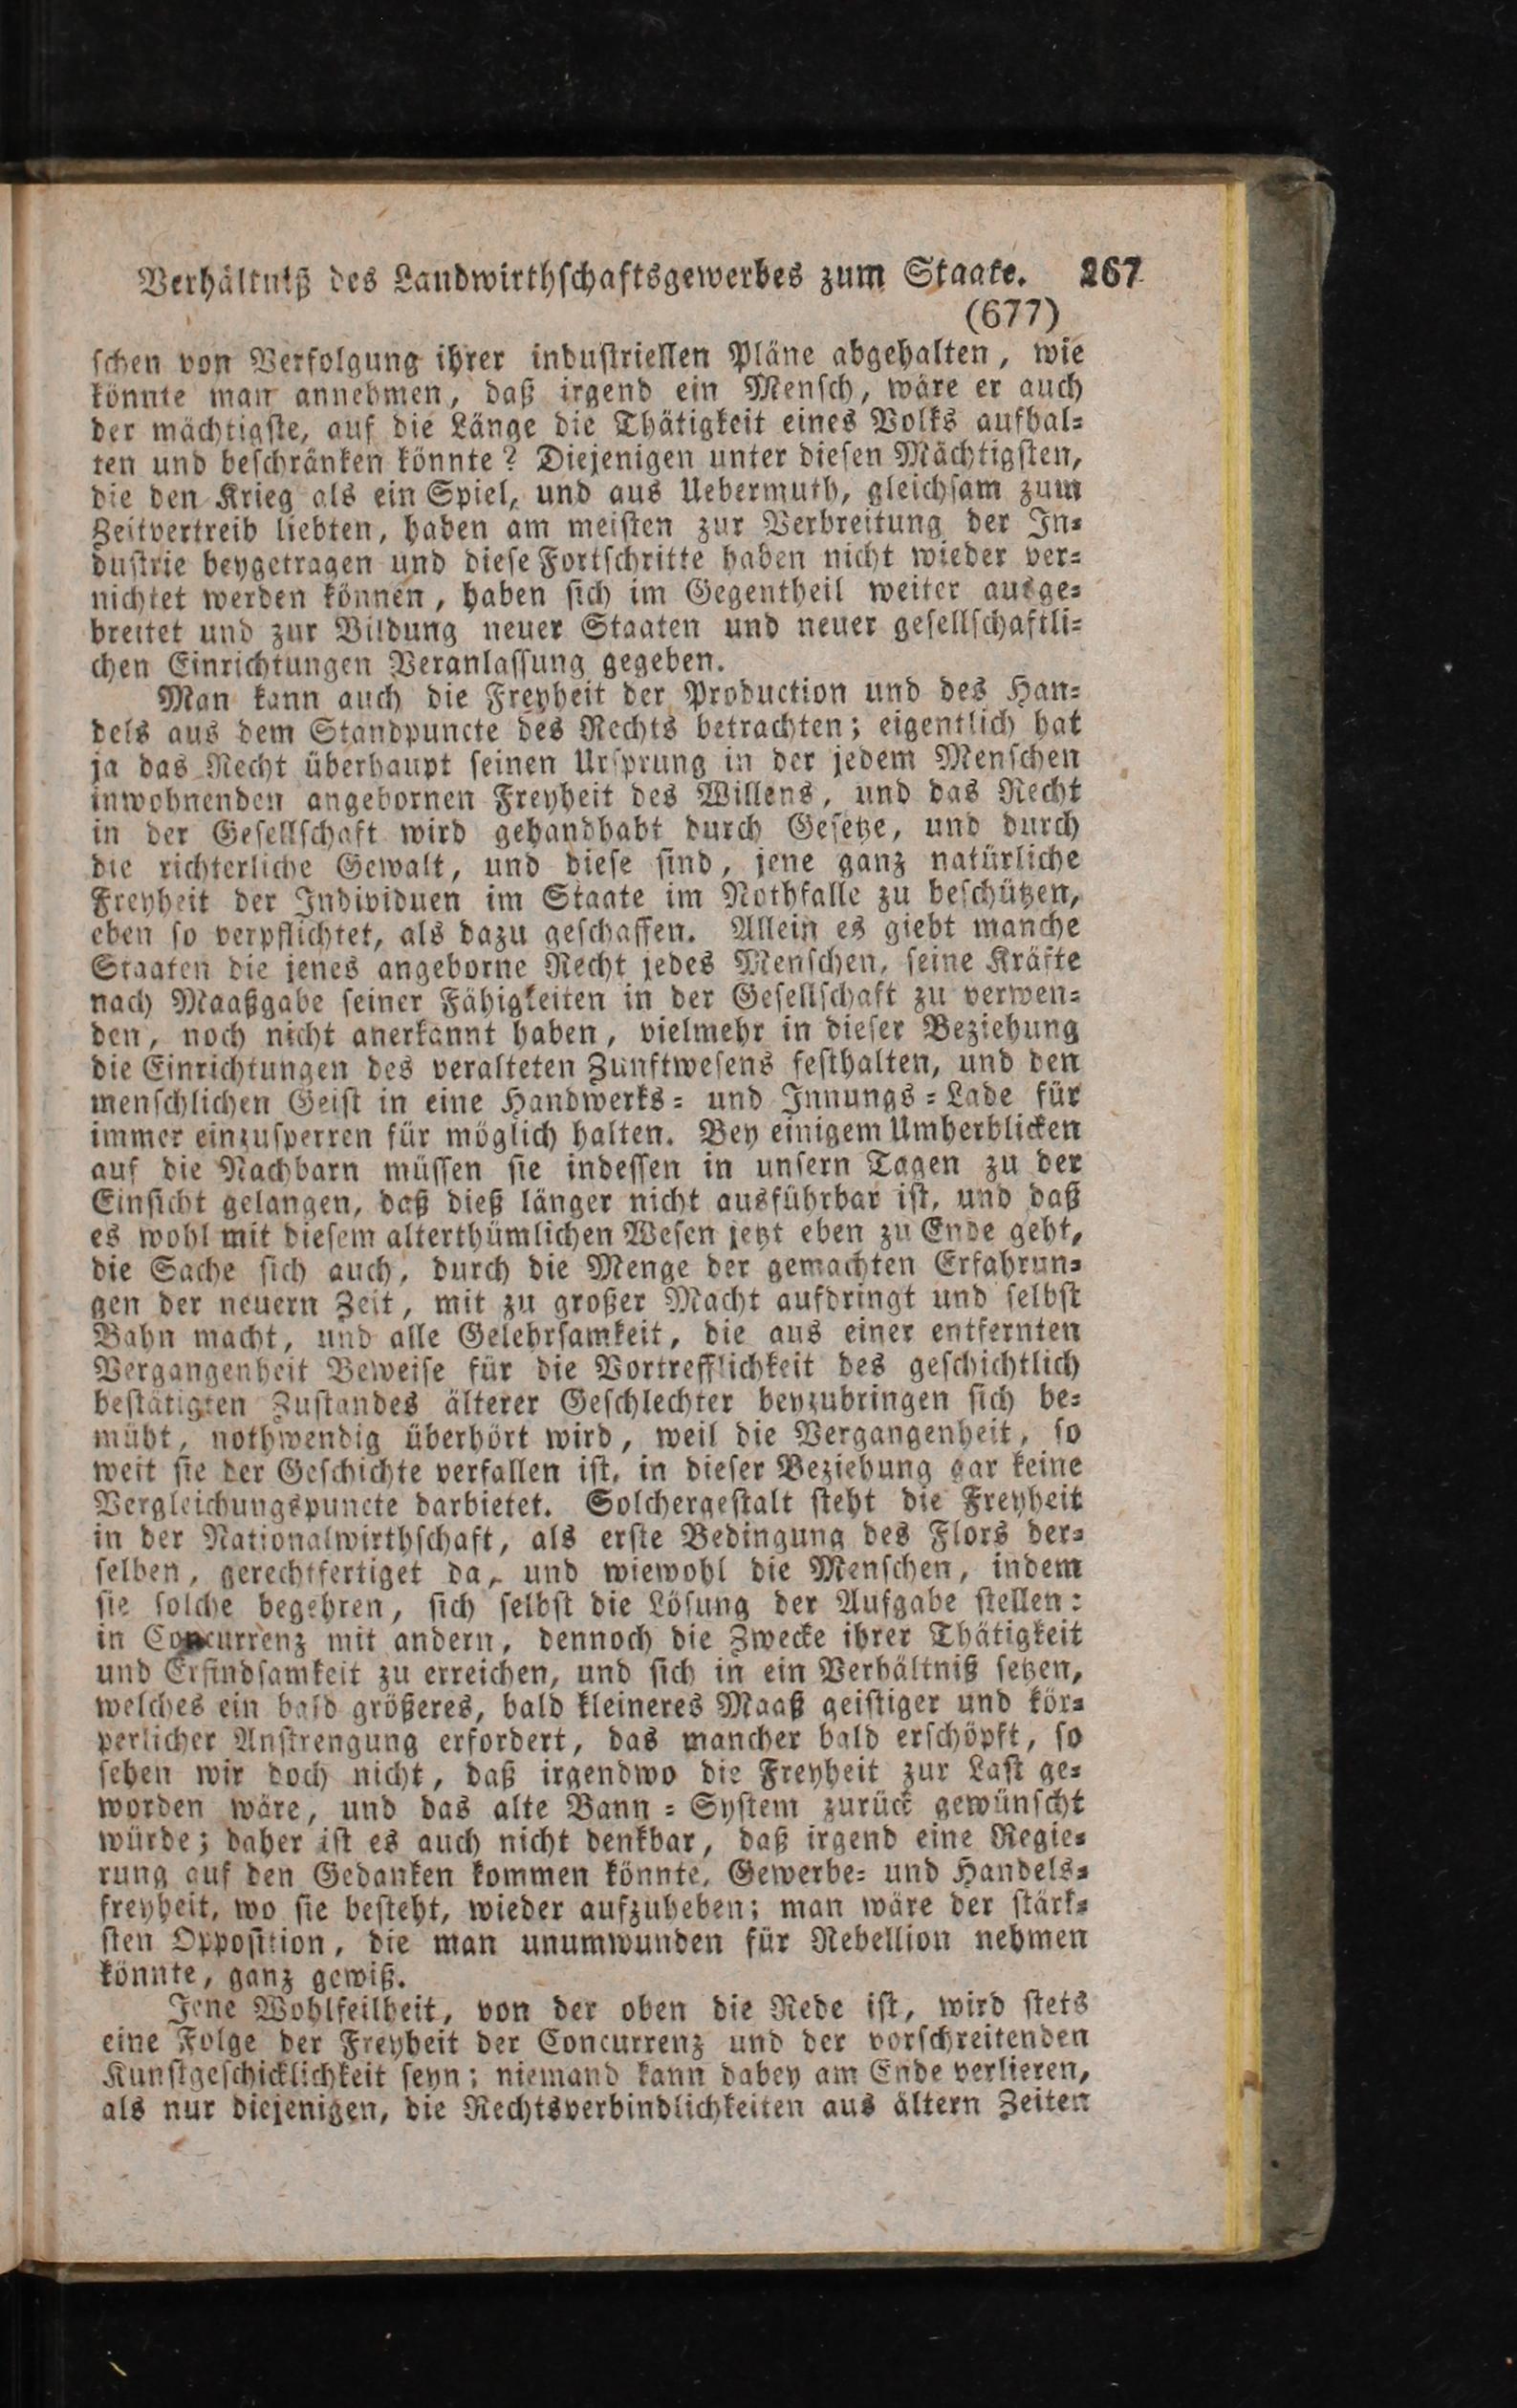 Verhältniß des Landwirthschaftsgewerbes zum Staate. 267
(677)
schen von Verfolgung ihrer industriellen Pläne abgehalten, wie
könnte man annehmen, daß irgend ein Mensch, wäre er auch
der mächtigste, auf die Länge die Thätigkeit eines Volks aufhal-
ten und beschränken könnte? Diejenigen unter diesen Mächtigsten,
die den Krieg als ein Spiel, und aus Uebermuth, gleichsam zum
Zeitvertreib liebten, haben am meisten zur Verbreitung der In-
dustrie beygetragen und diese Fortschritte haben nicht wieder ver-
nichtet werden können, haben sich im Gegentheil weiter ausge-
breitet und zur Bildung neuer Staaten und neuer gesellschaftli-
chen Einrichtungen Veranlassung gegeben.
Man kann auch die Freyheit der Production und des Han-
dels aus dem Standpuncte des Rechts betrachten; eigentlich hat
ja das Recht überhaupt seinen Ursprung in der jedem Menschen
inwohnenden angebornen Freyheit des Willens, und das Recht
in der Gesellschaft wird gehandhabt durch Gesetze, und durch
die richterliche Gewalt, und diese sind, jene ganz natürliche
Freyheit der Individuen im Staate im Nothfalle zu beschützen,
eben so verpflichtet, als dazu geschaffen. Allein es giebt manche
Staaten die jenes angeborne Recht jedes Menschen, seine Kräfte
nach Maaßgabe seiner Fähigkeiten in der Gesellschaft zu verwen-
den, noch nicht anerkannt haben, vielmehr in dieser Beziehung
die Einrichtungen des veralteten Zunftwesens festhalten, und den
menschlichen Geist in eine Handwerks- und Innungs-Lade für
immer einzusperren für möglich halten. Bey einigem Umherblicken
auf die Nachbarn müssen sie indessen in unsern Tagen zu der
Einsicht gelangen, daß dieß länger nicht ausführbar ist, und daß
es wohl mit diesem alterthümlichen Wesen jetzt eben zu Ende geht,
die Sache sich auch, durch die Menge der gemachten Erfahrun-
gen der neuern Zeit, mit zu großer Macht aufdringt und selbst
Bahn macht, und alle Gelehrsamkeit, die aus einer entfernten
Vergangenheit Beweise für die Vortrefflichkeit des geschichtlich
bestätigten Zustandes älterer Geschlechter beyzubringen sich be-
müht, nothwendig überhört wird, weil die Vergangenheit, so
weit sie der Geschichte verfallen ist, in dieser Beziehung gar keine
Vergleichungspuncte darbietet. Solchergestalt steht die Freyheit
in der Nationalwirthschaft, als erste Bedingung des Flors der-
selben, gerechtfertiget da, und wiewohl die Menschen, indem
sie solche begehren, sich selbst die Lösung der Aufgabe stellen:
in Concurrenz mit andern, dennoch die Zwecke ihrer Thätigkeit
und Erfindsamkeit zu erreichen, und sich in ein Verhältniß setzen,
welches ein bald größeres, bald kleineres Maaß geistiger und kör-
perlicher Anstrengung erfordert, das mancher bald erschöpft, so
sehen wir doch nicht, daß irgendwo die Freyheit zur Last ge-
worden wäre, und das alte Bann-System zurück gewünscht
würde; daher ist es auch nicht denkbar, daß irgend eine Regie-
rung auf den Gedanken kommen könnte, Gewerbe- und Handels-
freyheit, wo sie besteht, wieder aufzuheben; man wäre der stärk-
sten Opposition, die man unumwunden für Rebellion nehmen
könnte, ganz gewiß.
Jene Wohlfeilheit, von der oben die Rede ist, wird stets
eine Folge der Freyheit der Concurrenz und der vorschreitenden
Kunstgeschicklichkeit seyn; niemand kann dabey am Ende verlieren,
als nur diejenigen, die Rechtsverbindlichkeiten aus ältern Zeiten